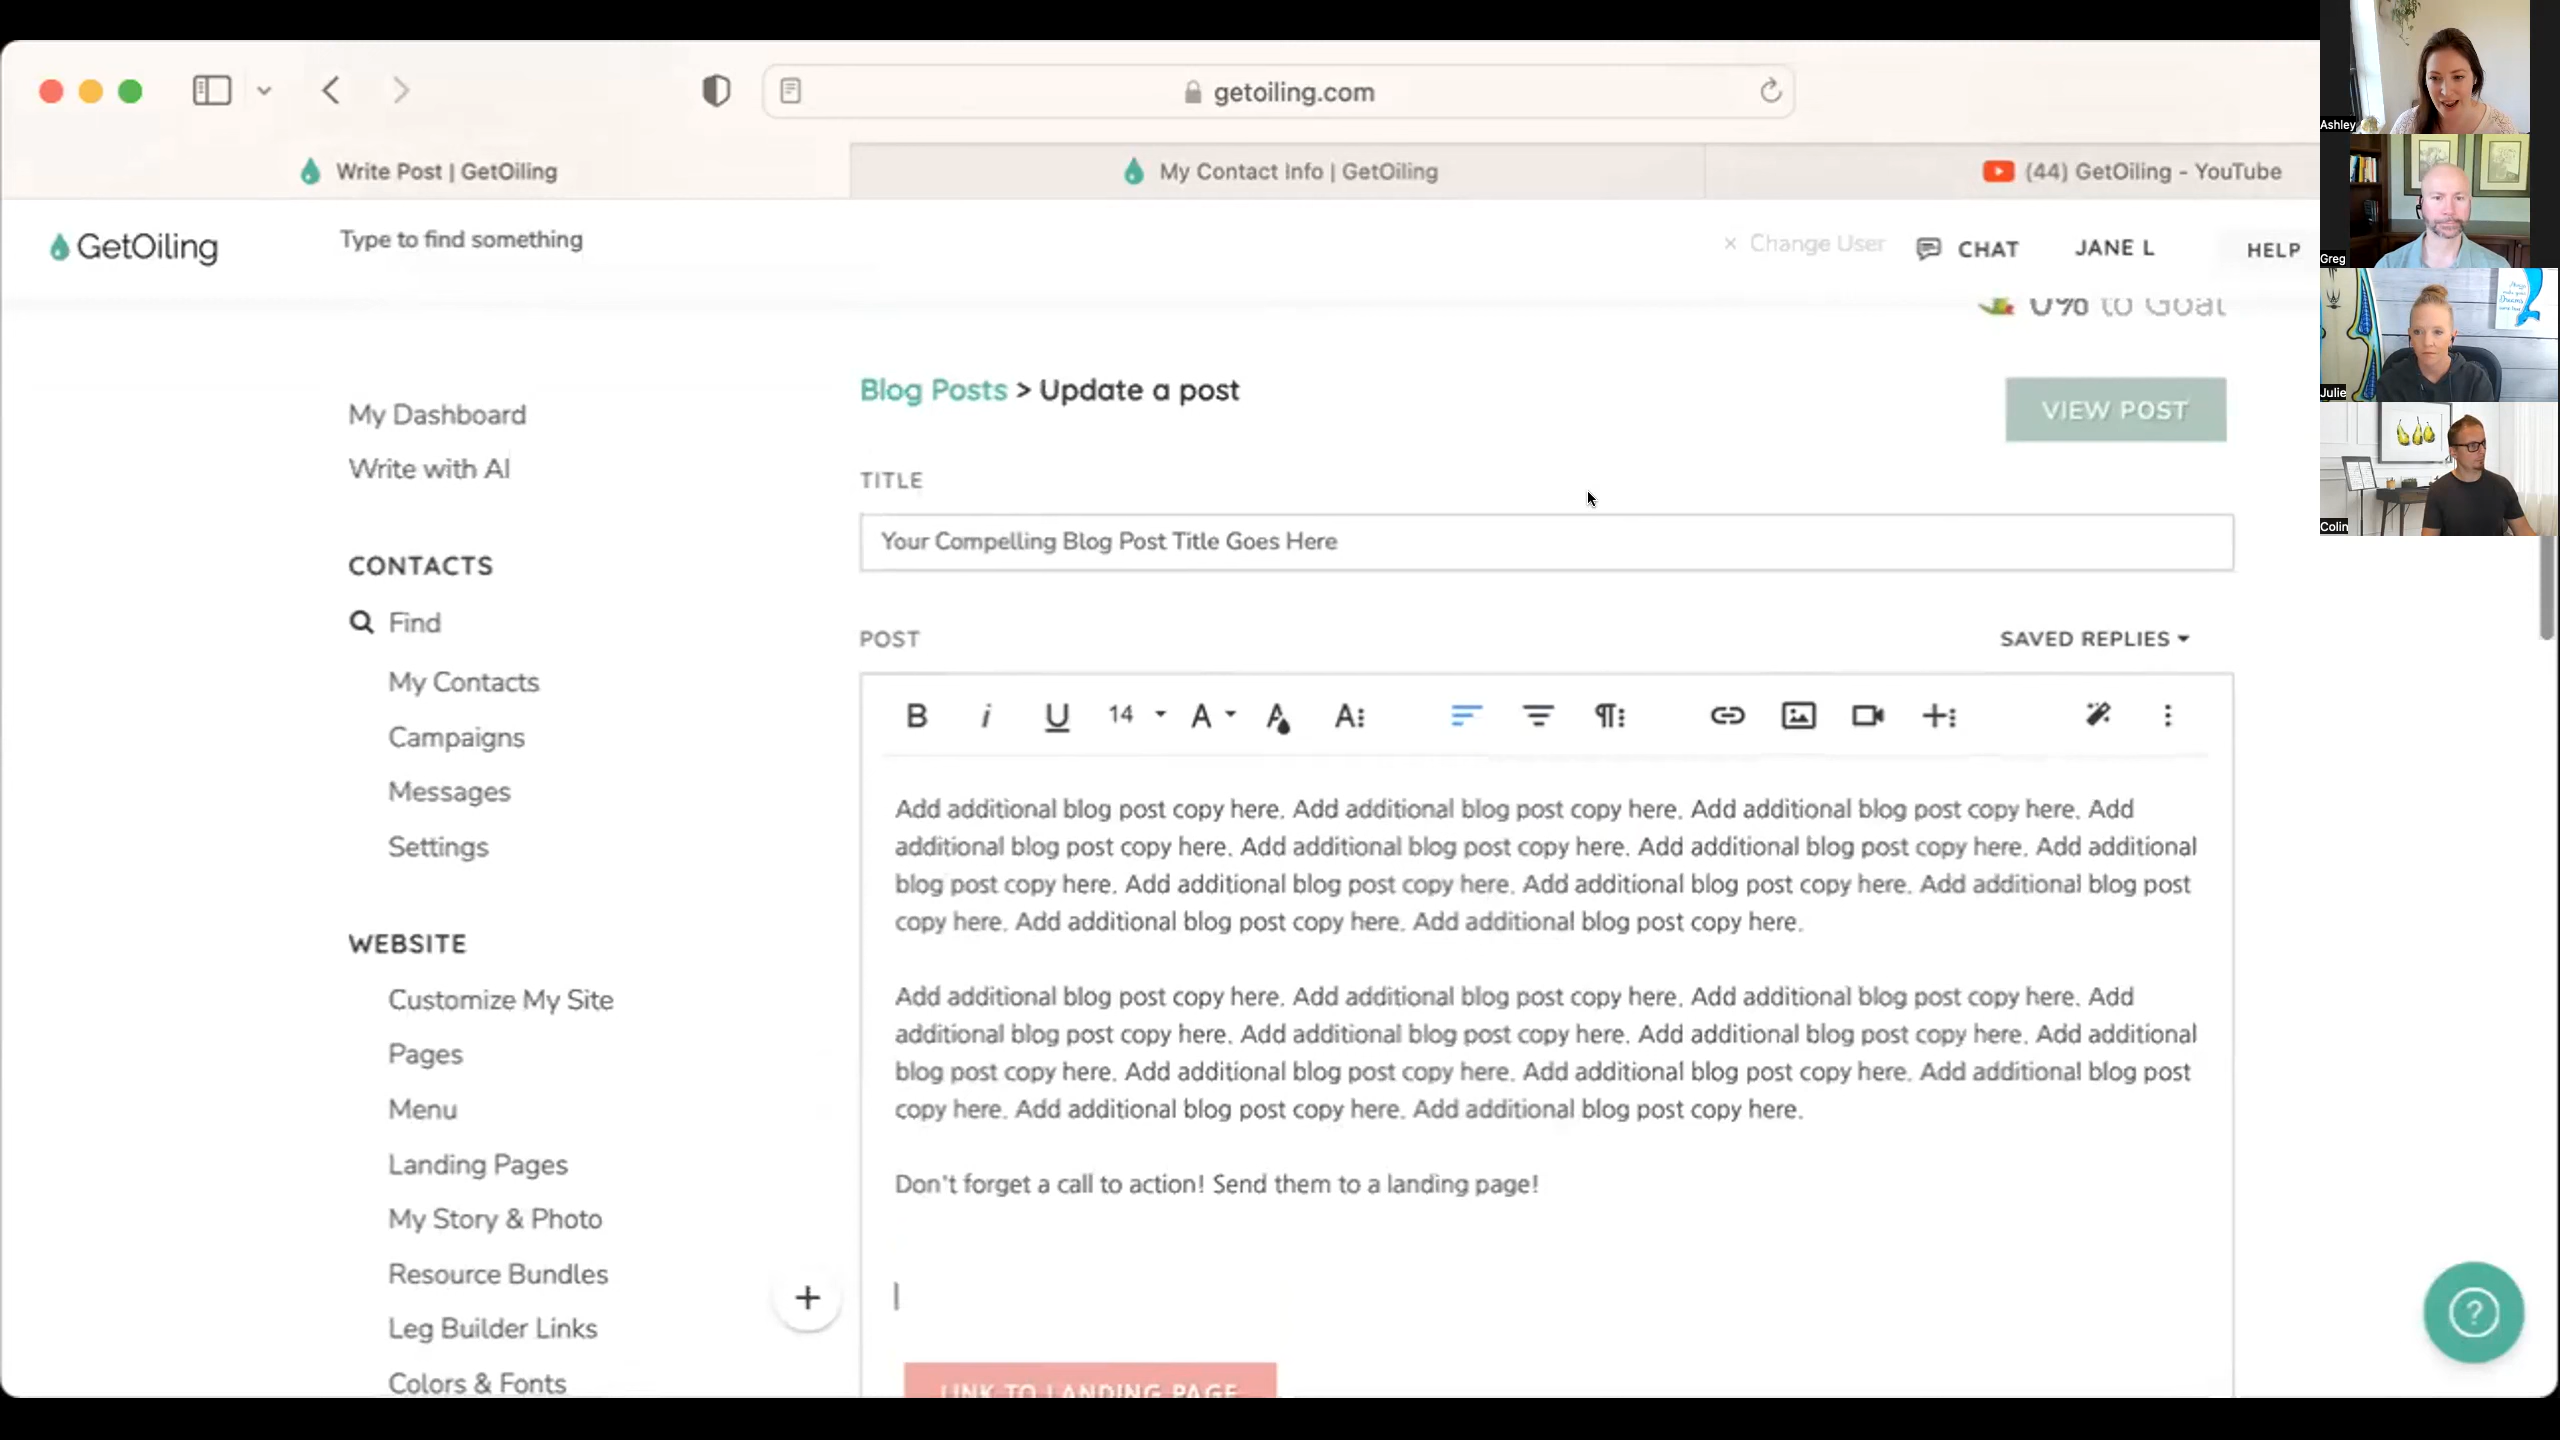 getoiling.com
Write Post | GetOiling
My Contact Info | GetOiling
(44) GetOiling - YouTube
GetOiling
Type to find something
× Change User
CHAT
JANE L
HELP
0% to Goal
Blog Posts > Update a post
VIEW POST
My Dashboard
Write with AI
CONTACTS
Find
My Contacts
Campaigns
Messages
Settings
WEBSITE
Customize My Site
Pages
Menu
Landing Pages
My Story & Photo
Resource Bundles
Leg Builder Links
Colors & Fonts
TITLE
Your Compelling Blog Post Title Goes Here
POST
SAVED REPLIES
B i U 14 A A A
Add additional blog post copy here. Add additional blog post copy here. Add additional blog post copy here. Add
additional blog post copy here. Add additional blog post copy here. Add additional blog post copy here. Add additional
blog post copy here. Add additional blog post copy here. Add additional blog post copy here. Add additional blog post
copy here. Add additional blog post copy here. Add additional blog post copy here.
Add additional blog post copy here. Add additional blog post copy here. Add additional blog post copy here. Add
additional blog post copy here. Add additional blog post copy here. Add additional blog post copy here. Add additional
blog post copy here. Add additional blog post copy here. Add additional blog post copy here. Add additional blog post
copy here. Add additional blog post copy here. Add additional blog post copy here.
Don't forget a call to action! Send them to a landing page!
LINK TO LANDING PAGE
Ashley
Greg
Julie
Colin